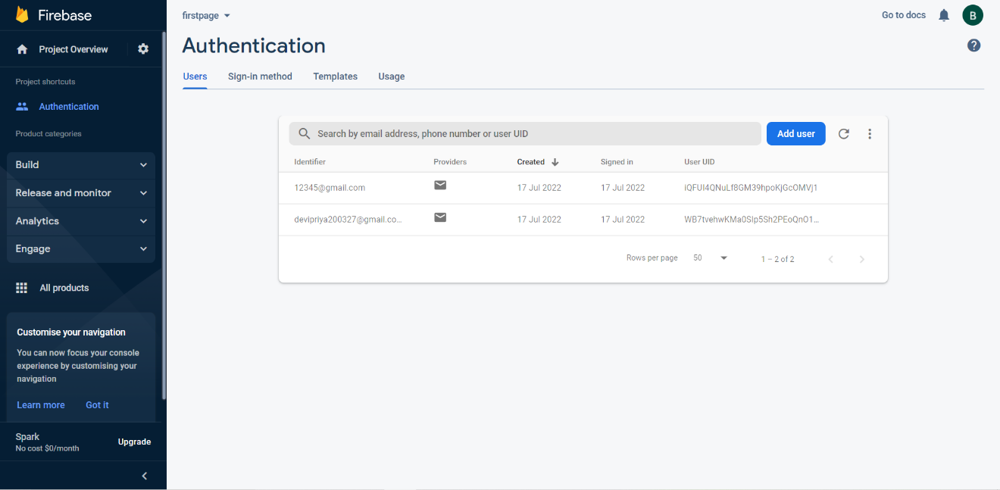 Firebase
Project Overview
Project shortcuts
Authentication
Product categories
Build
Release and monitor
Analytics
Engage
All products
Customise your navigation
You can now focus your console
experience by customising your
navigation
Learn more Got it
Spark
No cost $0/month
Upgrade
firstpage
Go to docs
B
Authentication
?
Users Sign-in method Templates Usage
Search by email address, phone number or user UID
Add user
Identifier Providers Created Signed in User UID
12345@gmail.com 17 Jul 2022 17 Jul 2022 iQFUI4QNuLf8GM39hpoKjGcOMVj1
devipriya200327@gmail.co... 17 Jul 2022 17 Jul 2022 WB7tvehwKMa0Slp5Sh2PEoQnO1...
Rows per page 50 1 – 2 of 2